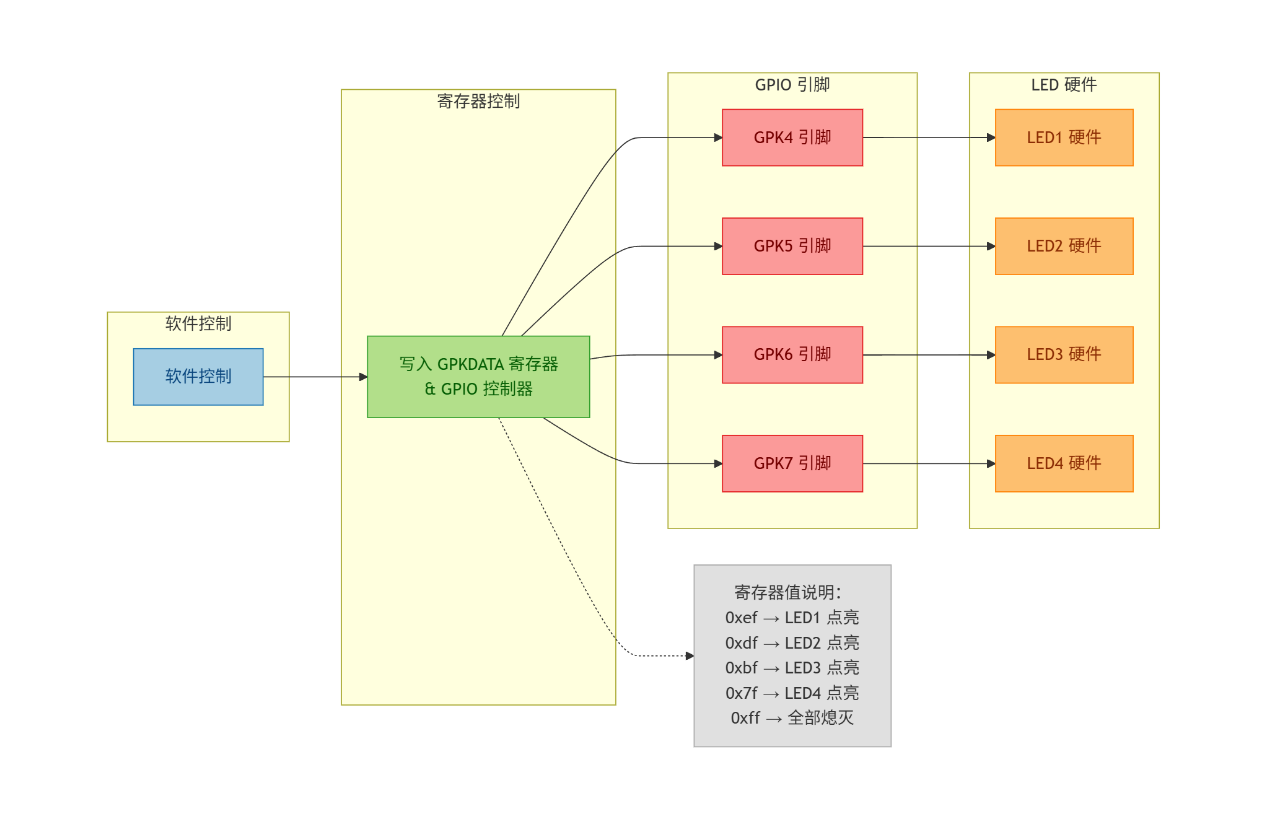 软件控制
软件控制
寄存器控制
写入 GPKDATA 寄存器
& GPIO 控制器
GPIO 引脚
GPK4 引脚
GPK5 引脚
GPK6 引脚
GPK7 引脚
LED 硬件
LED1 硬件
LED2 硬件
LED3 硬件
LED4 硬件
寄存器值说明：
0xef → LED1 点亮
0xdf → LED2 点亮
0xbf → LED3 点亮
0x7f → LED4 点亮
0xff → 全部熄灭